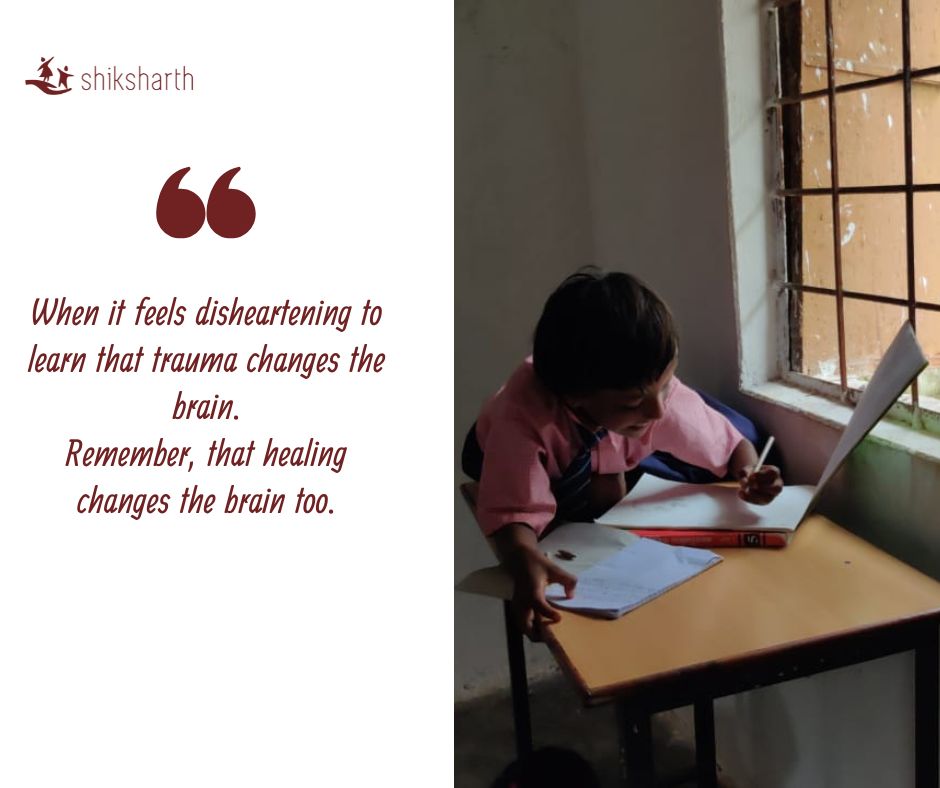 shiksharth
When it feels disheartening to
learn that trauma changes the
brain.
Remember, that healing
changes the brain too.